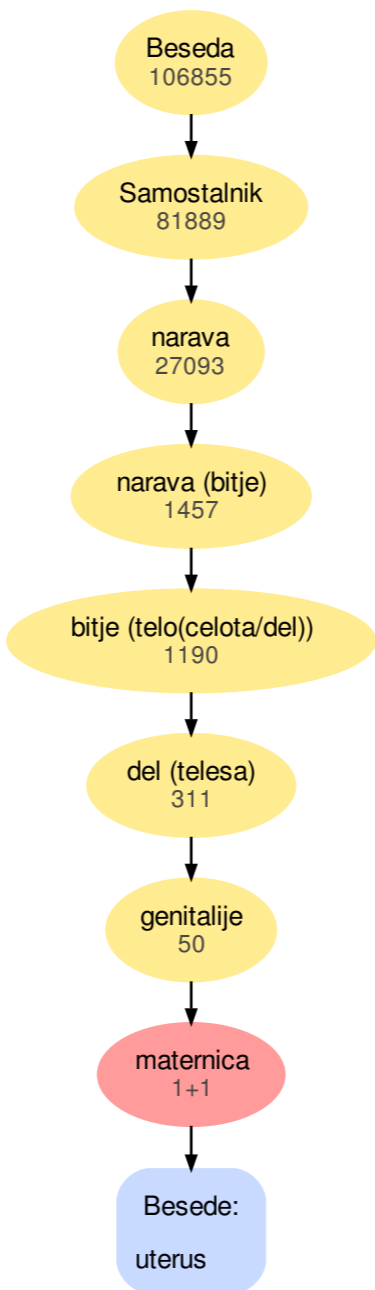 Beseda
106855
Samostalnik
81889
narava
27093
narava (bitje)
1457
bitje (telo(celota/del))
1190
del (telesa)
311
genitalije
50
maternica
1+1
Besede:
uterus